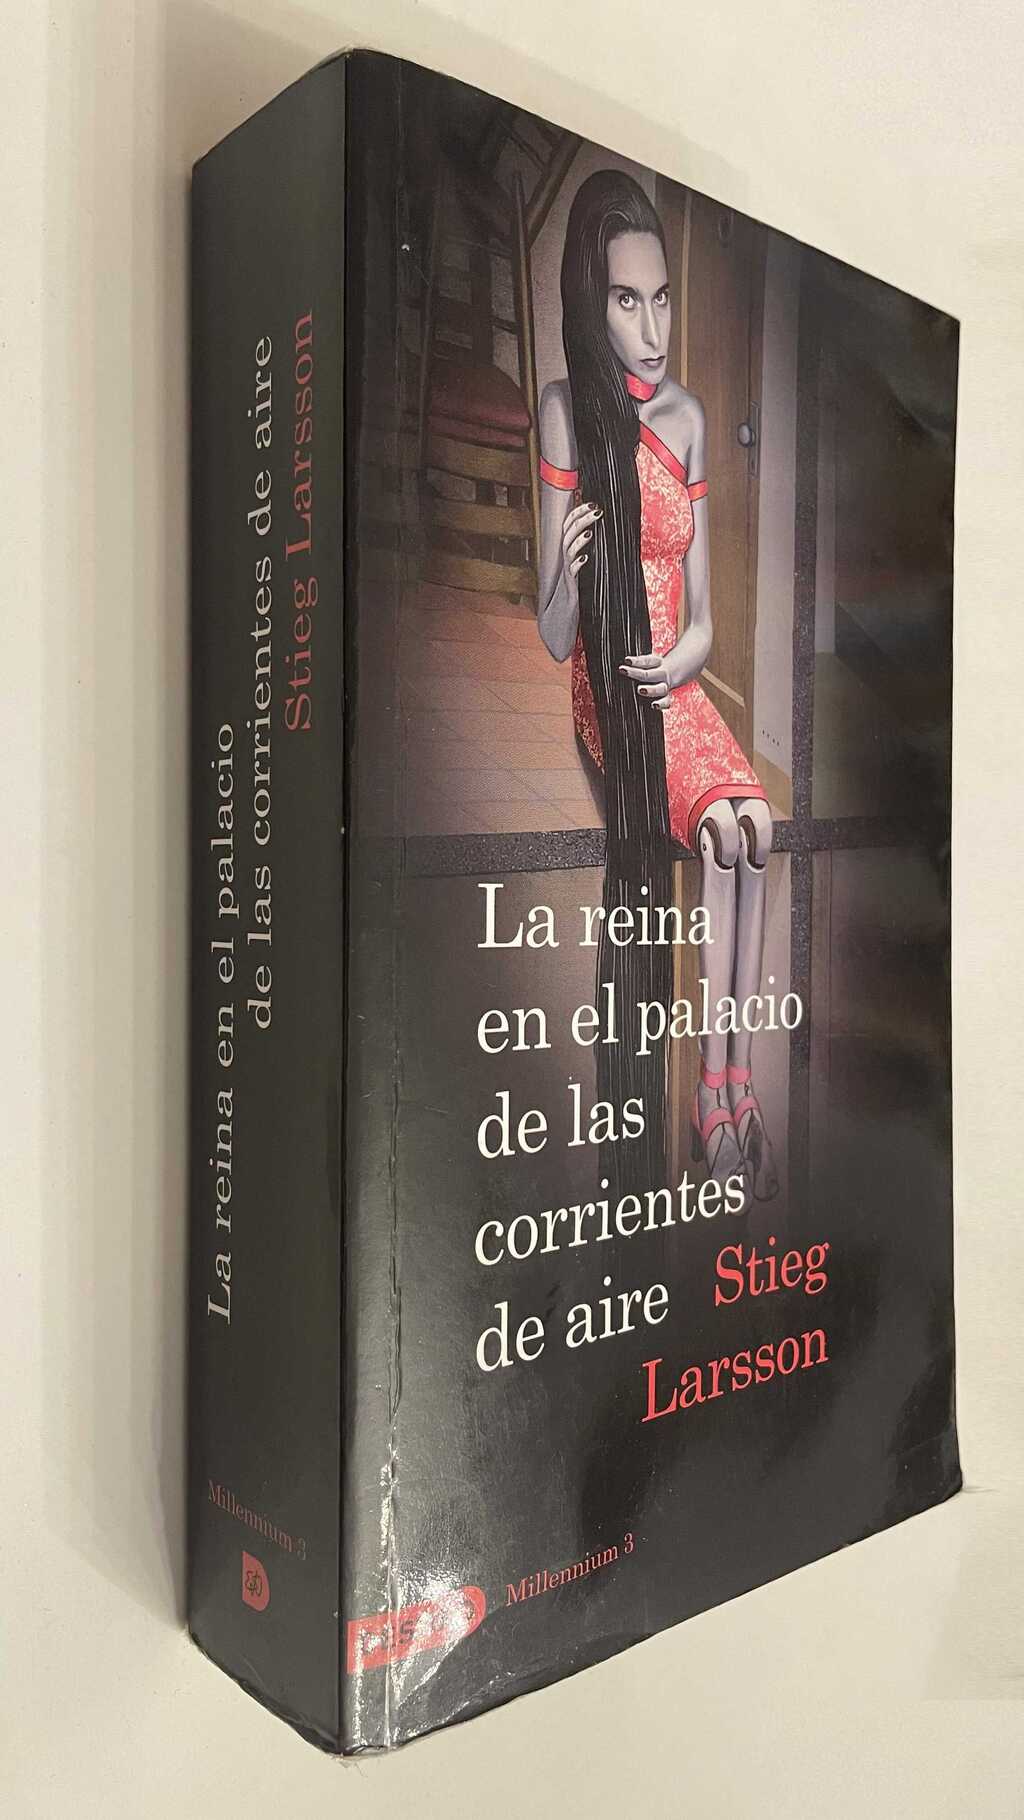 La reina en el palacio
de las corrientes de aire
Stieg Larsson
Millennium 3
La reina
en el palacio
de las
corrientes
de aire
Stieg
Larsson
Millennium 3